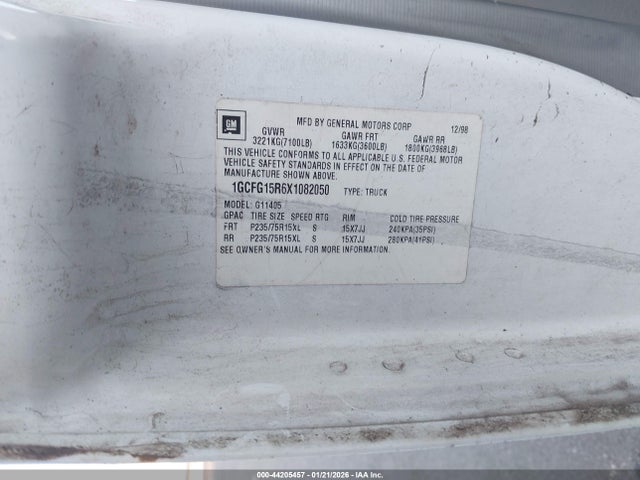 GM
MFD BY GENERAL MOTORS CORP 12/98
GVWR GAWR FRT GAWR RR
3221KG(7100LB) 1633KG(3600LB) 1800KG(3968LB)
THIS VEHICLE CONFORMS TO ALL APPLICABLE U.S. FEDERAL MOTOR
VEHICLE SAFETY STANDARDS IN EFFECT ON THE DATE OF
MANUFACTURE SHOWN ABOVE.
1GCFG15R6X1082050 TYPE: TRUCK
MODEL: G11405
GPAC TIRE SIZE SPEED RTG RIM COLD TIRE PRESSURE
FRT P235/75R15XL S 15X7JJ 240KPA(35PSI)
RR P235/75R15XL S 15X7JJ 280KPA(41PSI)
SEE OWNER'S MANUAL FOR ADDITIONAL INFORMATION.
000-44205457 - 01/21/2026 - IAA Inc.